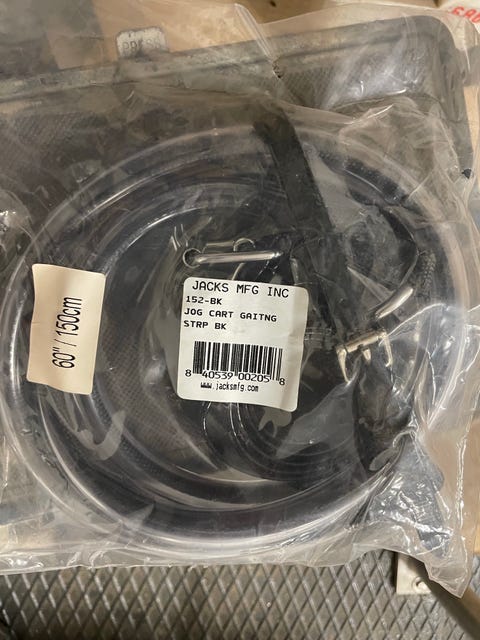 60"/150cm
JACKS MFG INC
152-BK
JOG CART GAITNG
STRP BK
8 40539 00205 8
www.jacksmfg.com